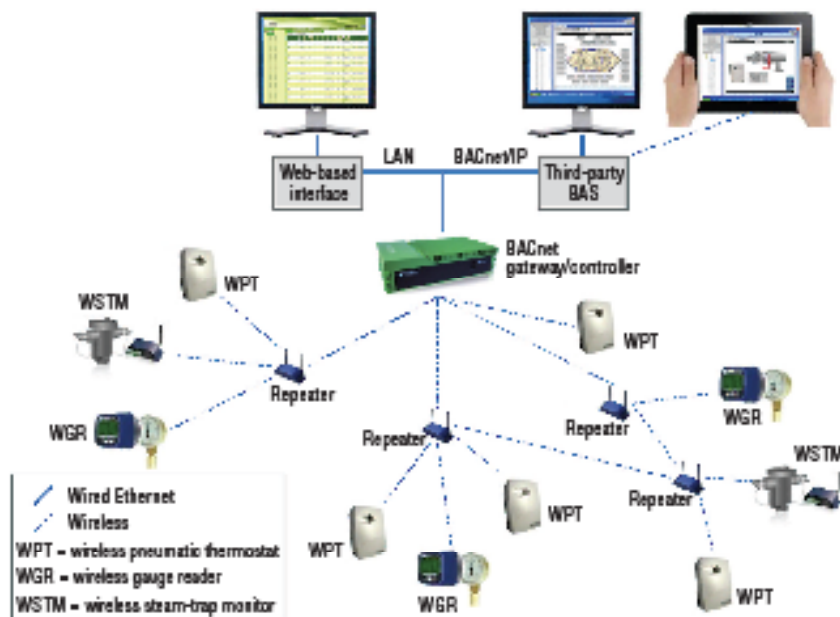 LAN
BACnet/IP
Web-based
interface
Third-party
BAS
BACnet
gateway/controller
WPT
WSTM
WPT
Repeater
WGR
WGR
Repeater
Repeater
WSTM
Repeater
WPT
WPT
WGR
WPT
Wired Ethernet
Wireless
WPT = wireless pneumatic thermostat
WGR = wireless gauge reader
WSTM = wireless steam-trap monitor